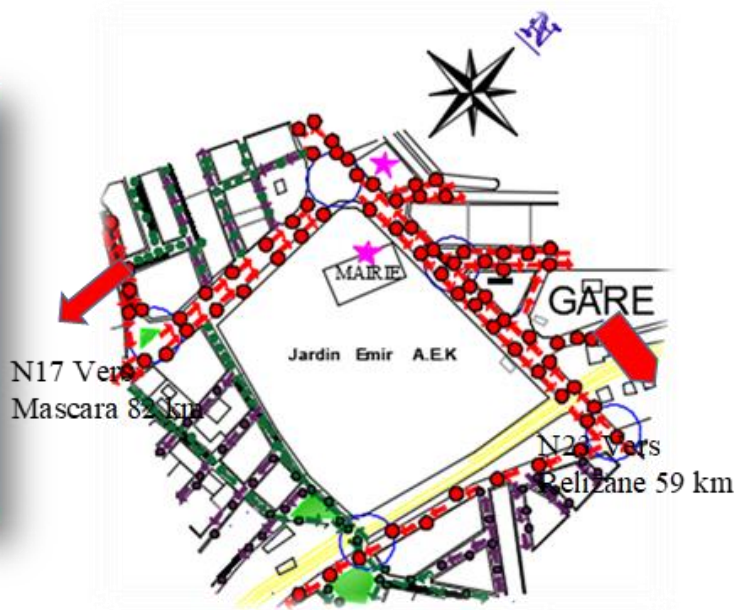 N
MAIRIE
GARE
Jardin Emir A.E.K
N17 Vers
Mascara 82 km
N23 Vers
Relizane 59 km